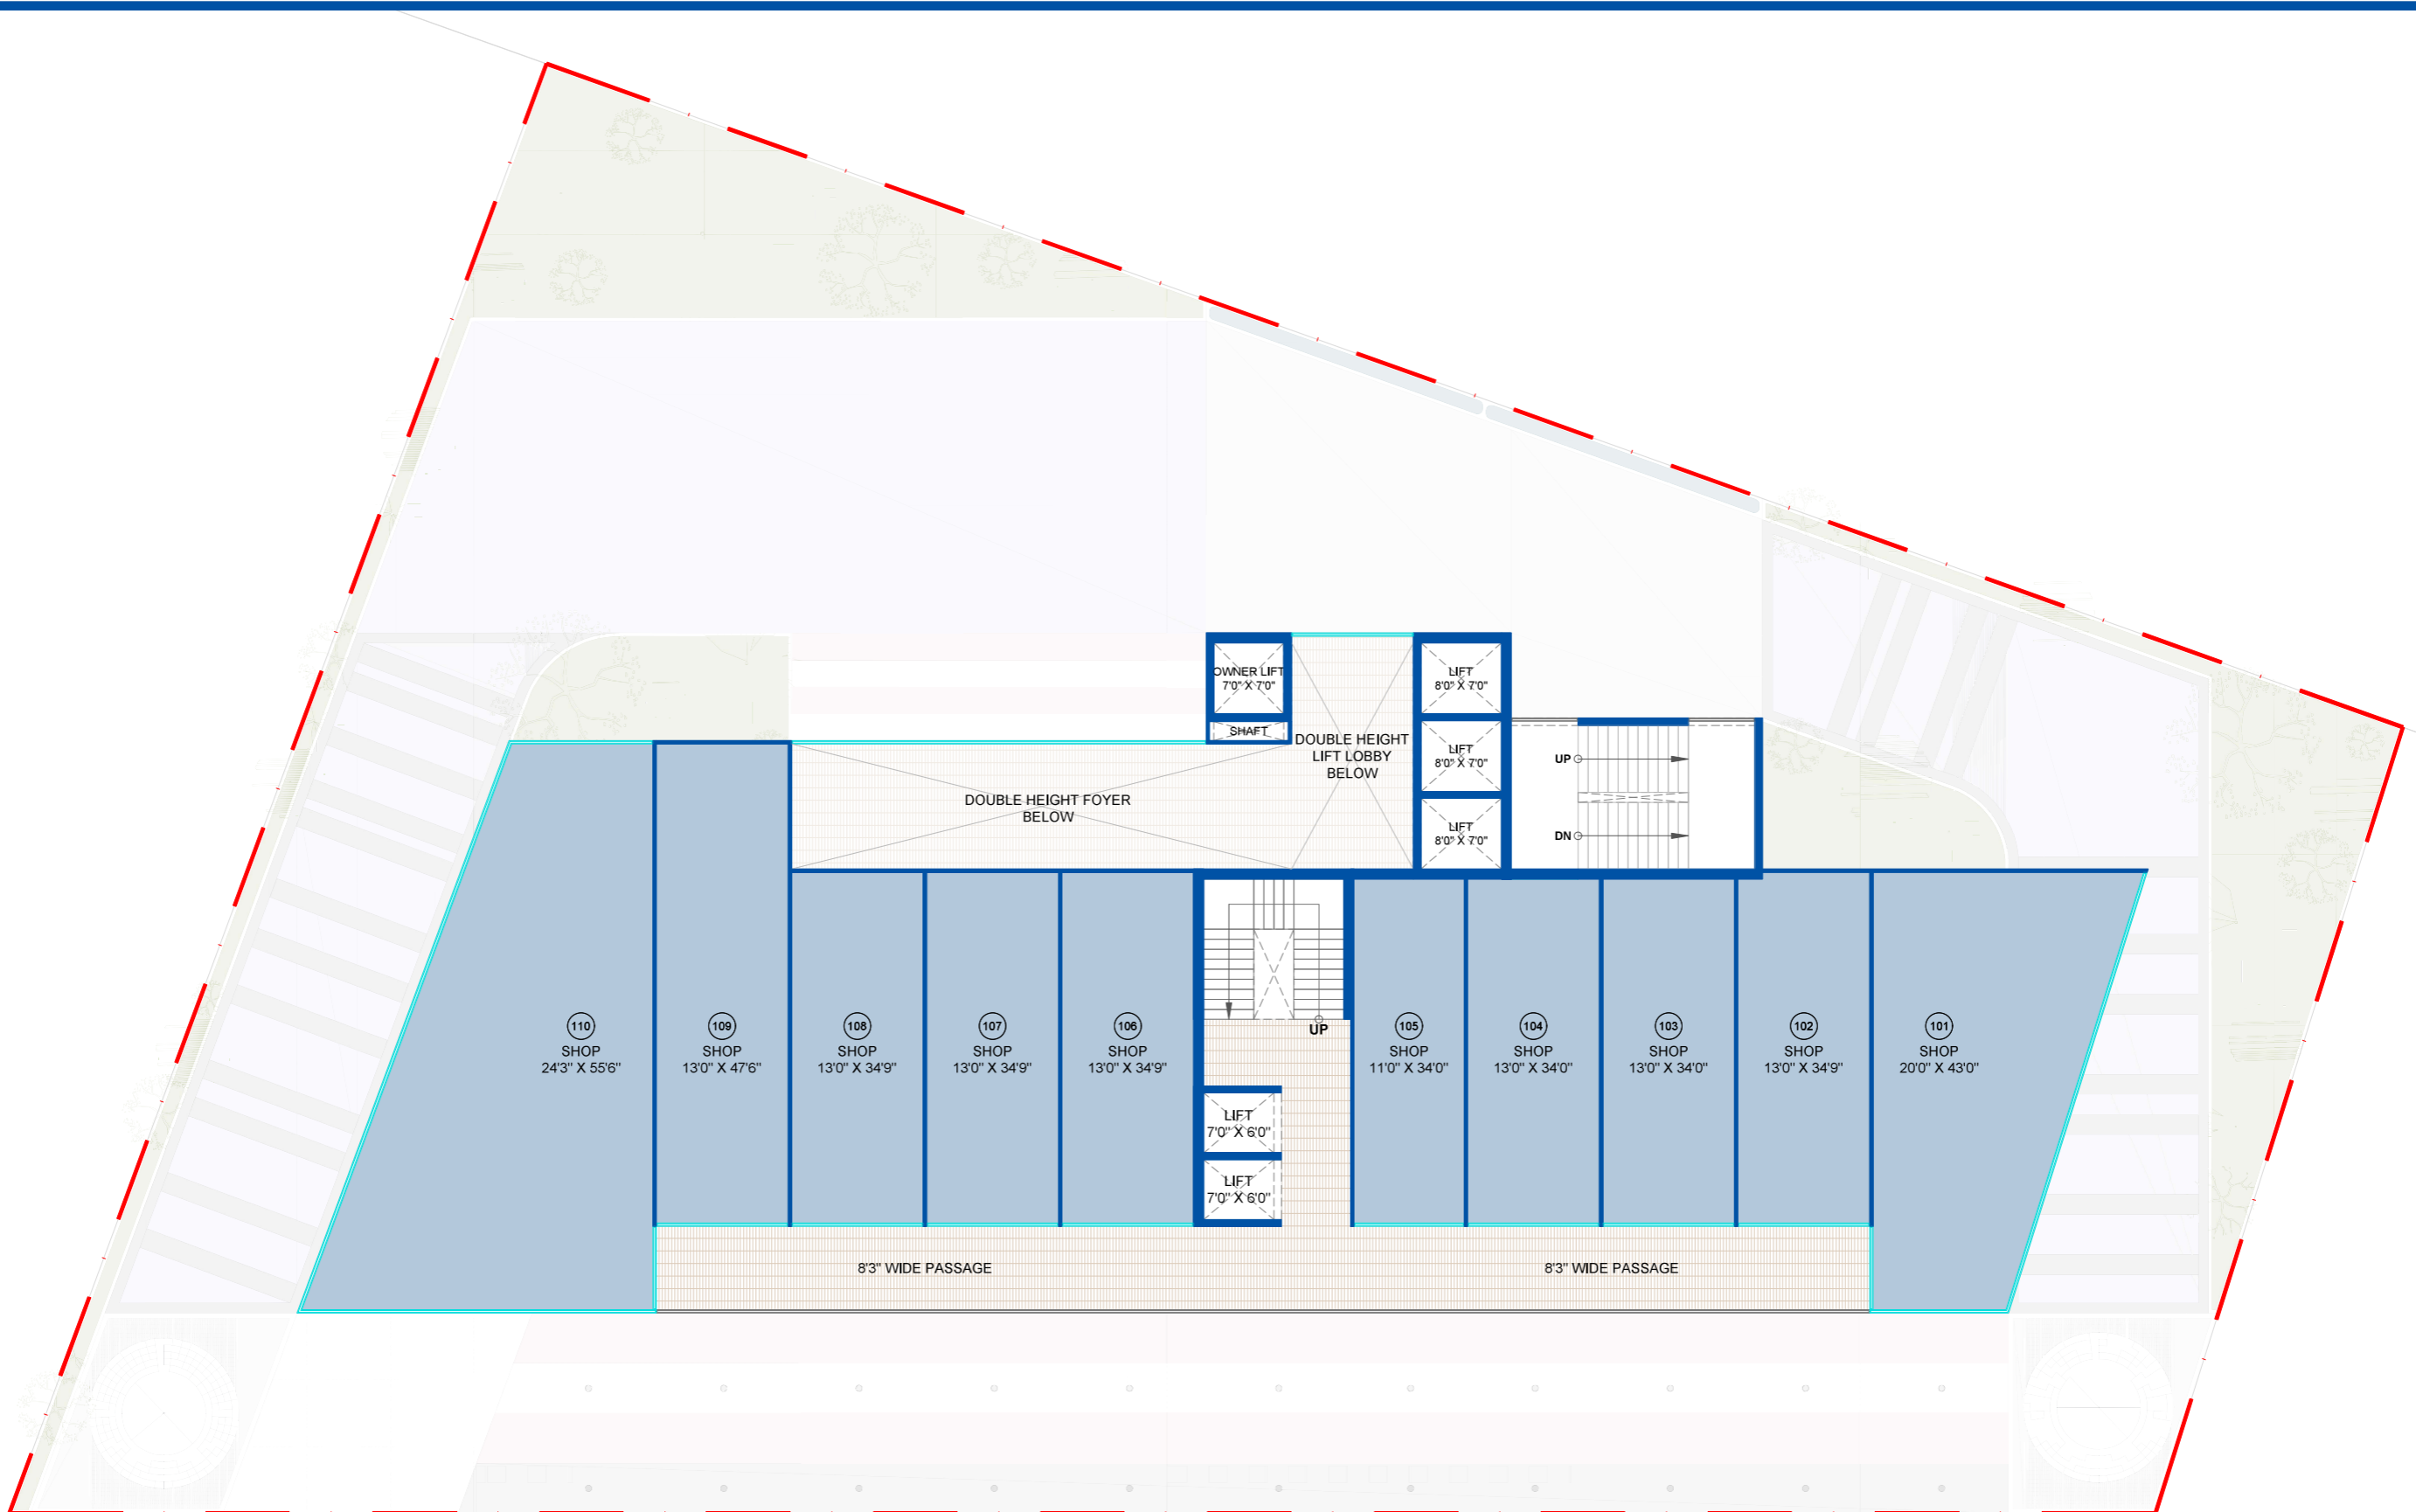 OWNER LIFT
7'0" X 7'0"
SHAFT
DOUBLE HEIGHT
LIFT LOBBY
BELOW
LIFT
8'0" X 7'0"
LIFT
8'0" X 7'0"
LIFT
8'0" X 7'0"
UP
DN
DOUBLE HEIGHT FOYER
BELOW
110
SHOP
24'3" X 55'6"
109
SHOP
13'0" X 47'6"
108
SHOP
13'0" X 34'9"
107
SHOP
13'0" X 34'9"
106
SHOP
13'0" X 34'9"
UP
105
SHOP
11'0" X 34'0"
104
SHOP
13'0" X 34'0"
103
SHOP
13'0" X 34'0"
102
SHOP
13'0" X 34'9"
101
SHOP
20'0" X 43'0"
LIFT
7'0" X 6'0"
LIFT
7'0" X 6'0"
8'3" WIDE PASSAGE
8'3" WIDE PASSAGE